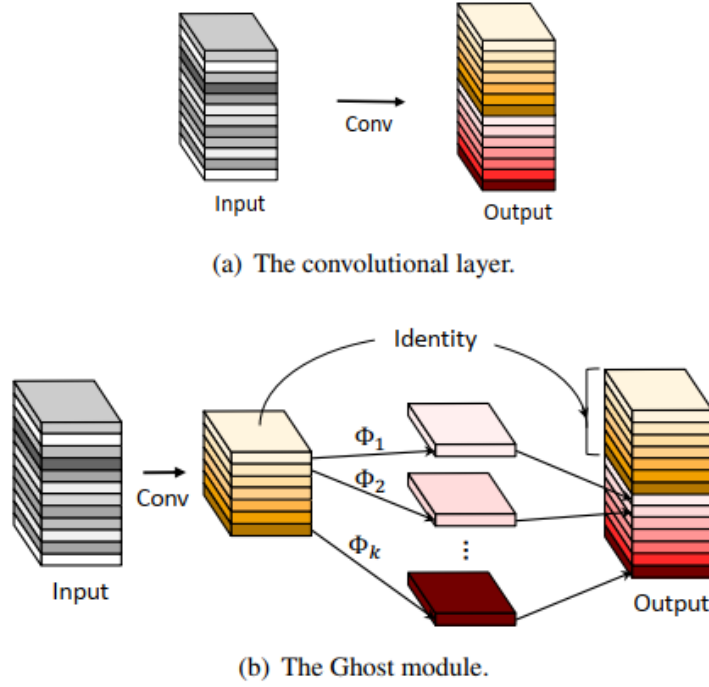 Conv
Input
Output
(a) The convolutional layer.
Identity
Φ1
Φ2
Conv
Φk
⋮
Input
Output
(b) The Ghost module.